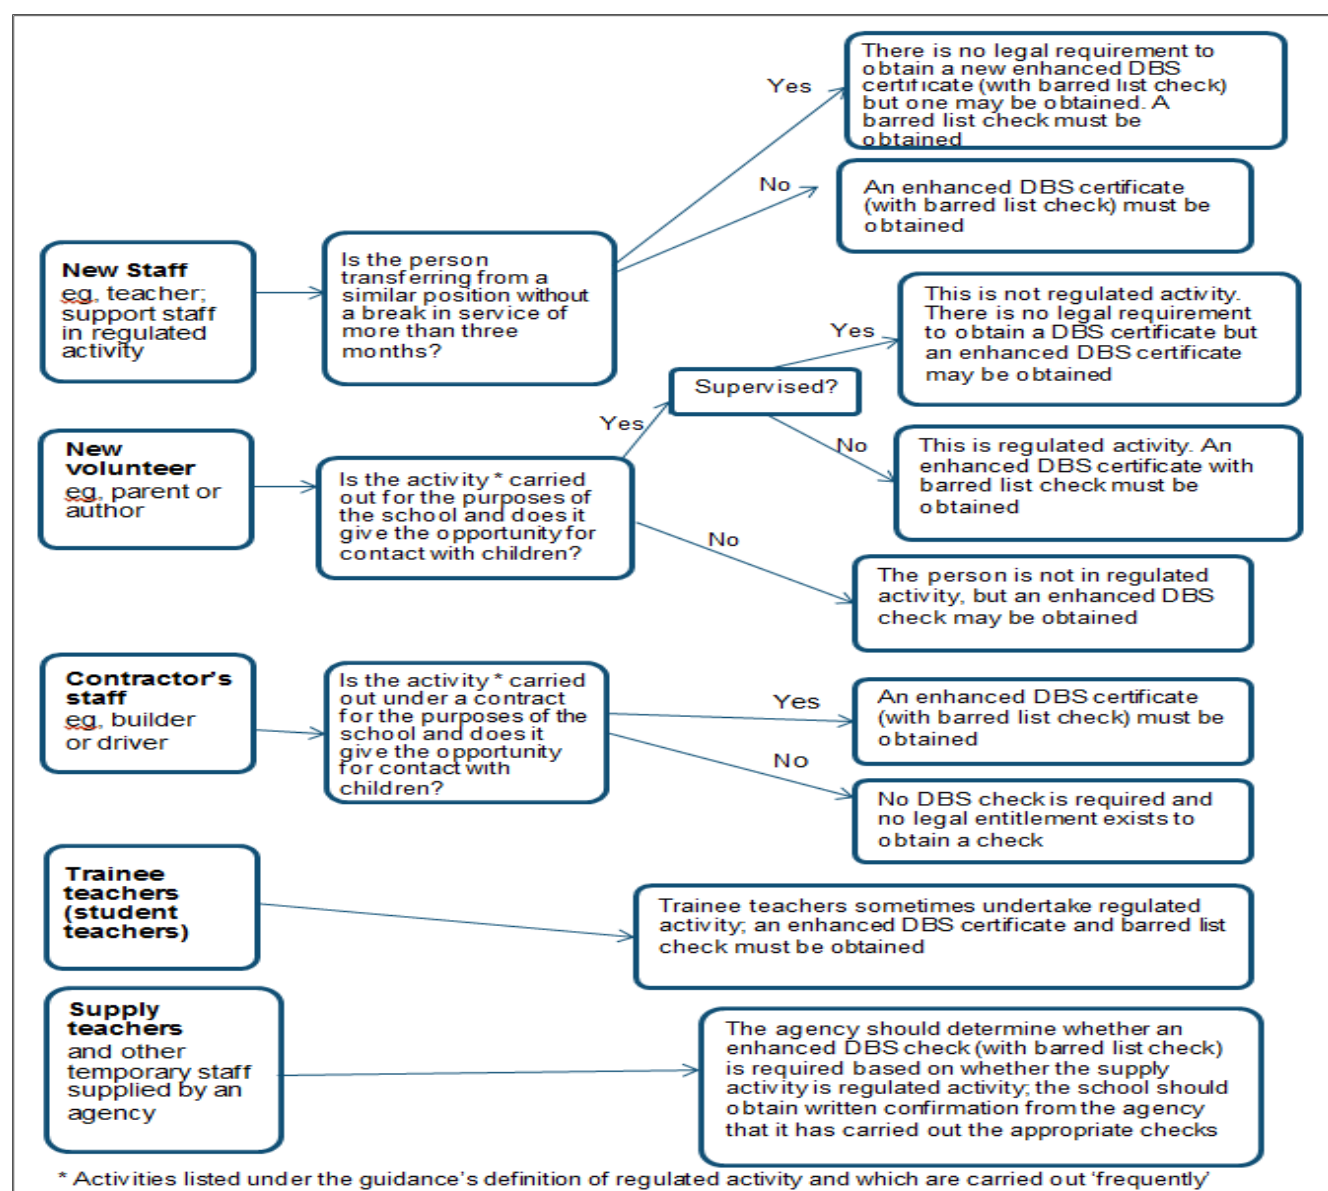 There is no legal requirement to
obtain a new enhanced DBS
certificate (with barred list check)
but one may be obtained. A
barred list check must be
obtained
Yes
No
An enhanced DBS certificate
(with barred list check) must be
obtained
New Staff
eg, teacher;
support staff
in regulated
activity
Is the person
transferring from a
similar position without
a break in service of
more than three
months?
This is not regulated activity.
There is no legal requirement
to obtain a DBS certificate but
an enhanced DBS certificate
may be obtained
Yes
Supervised?
Yes
No
This is regulated activity. An
enhanced DBS certificate with
barred list check must be
obtained
New
volunteer
eg, parent or
author
Is the activity * carried
out for the purposes of
the school and does it
give the opportunity for
contact with children?
No
The person is not in regulated
activity, but an enhanced DBS
check may be obtained
Contractor's
staff
eg, builder
or driver
Is the activity * carried
out under a contract
for the purposes of the
school and does it
give the opportunity
for contact with
children?
Yes
An enhanced DBS certificate
(with barred list check) must be
obtained
No
No DBS check is required and
no legal entitlement exists to
obtain a check
Trainee
teachers
(student
teachers)
Trainee teachers sometimes undertake regulated
activity; an enhanced DBS certificate and barred list
check must be obtained
Supply
teachers
and other
temporary staff
supplied by an
agency
The agency should determine whether an
enhanced DBS check (with barred list check)
is required based on whether the supply
activity is regulated activity; the school should
obtain written confirmation from the agency
that it has carried out the appropriate checks
* Activities listed under the guidance's definition of regulated activity and which are carried out 'frequently'